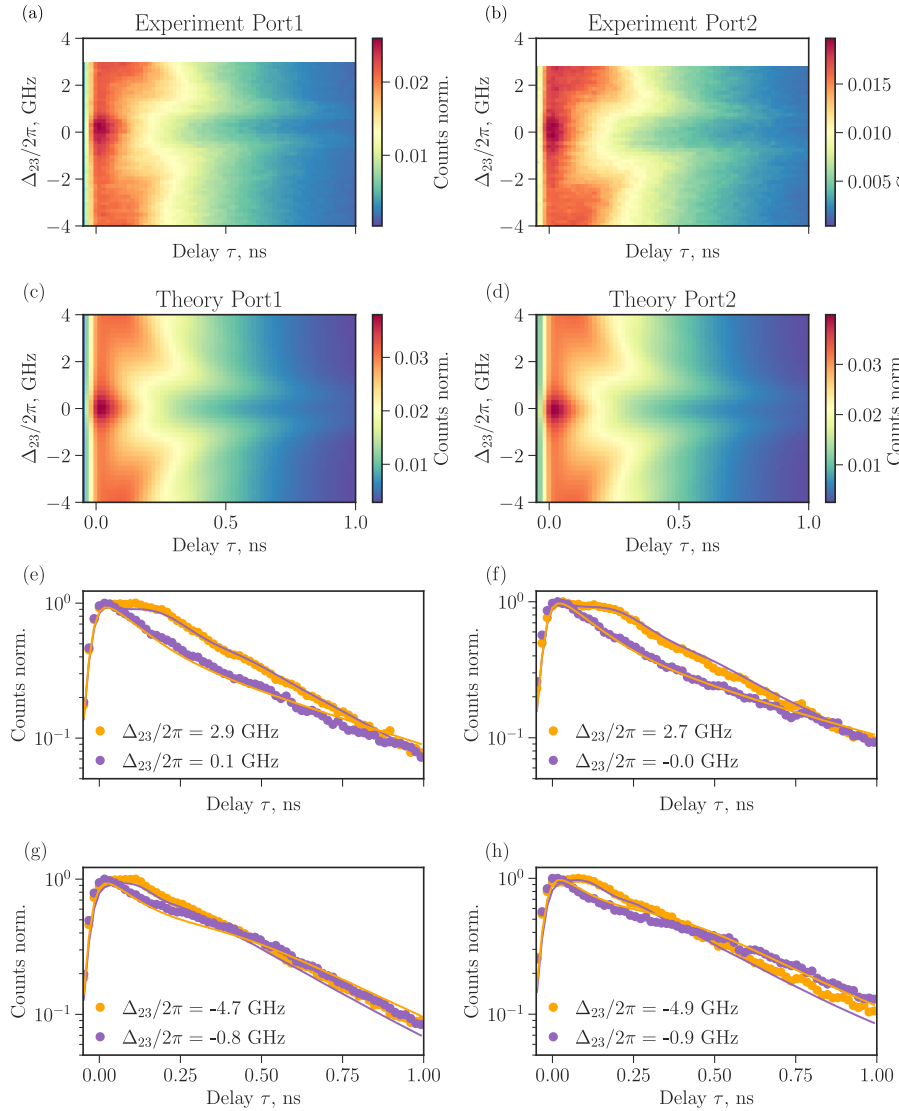 (a) Experiment Port1
(b) Experiment Port2
4
2
0
−2
−4
Δ23/2π, GHz
Delay τ, ns
0.02
0.01
Counts norm.
4
2
0
−2
−4
Δ23/2π, GHz
Delay τ, ns
0.015
0.010
0.005
(c) Theory Port1
(d) Theory Port2
4
2
0
−2
−4
Δ23/2π, GHz
0.0 0.5 1.0
Delay τ, ns
0.03
0.02
0.01
Counts norm.
4
2
0
−2
−4
Δ23/2π, GHz
0.0 0.5 1.0
Delay τ, ns
0.03
0.02
0.01
(e)
10⁰
10⁻¹
Counts norm.
Δ23/2π = 2.9 GHz
Δ23/2π = 0.1 GHz
Delay τ, ns
(f)
10⁰
10⁻¹
Counts norm.
Δ23/2π = 2.7 GHz
Δ23/2π = -0.0 GHz
Delay τ, ns
(g)
10⁰
10⁻¹
Counts norm.
Δ23/2π = -4.7 GHz
Δ23/2π = -0.8 GHz
0.00 0.25 0.50 0.75 1.00
Delay τ, ns
(h)
10⁰
10⁻¹
Counts norm.
Δ23/2π = -4.9 GHz
Δ23/2π = -0.9 GHz
0.00 0.25 0.50 0.75 1.00
Delay τ, ns